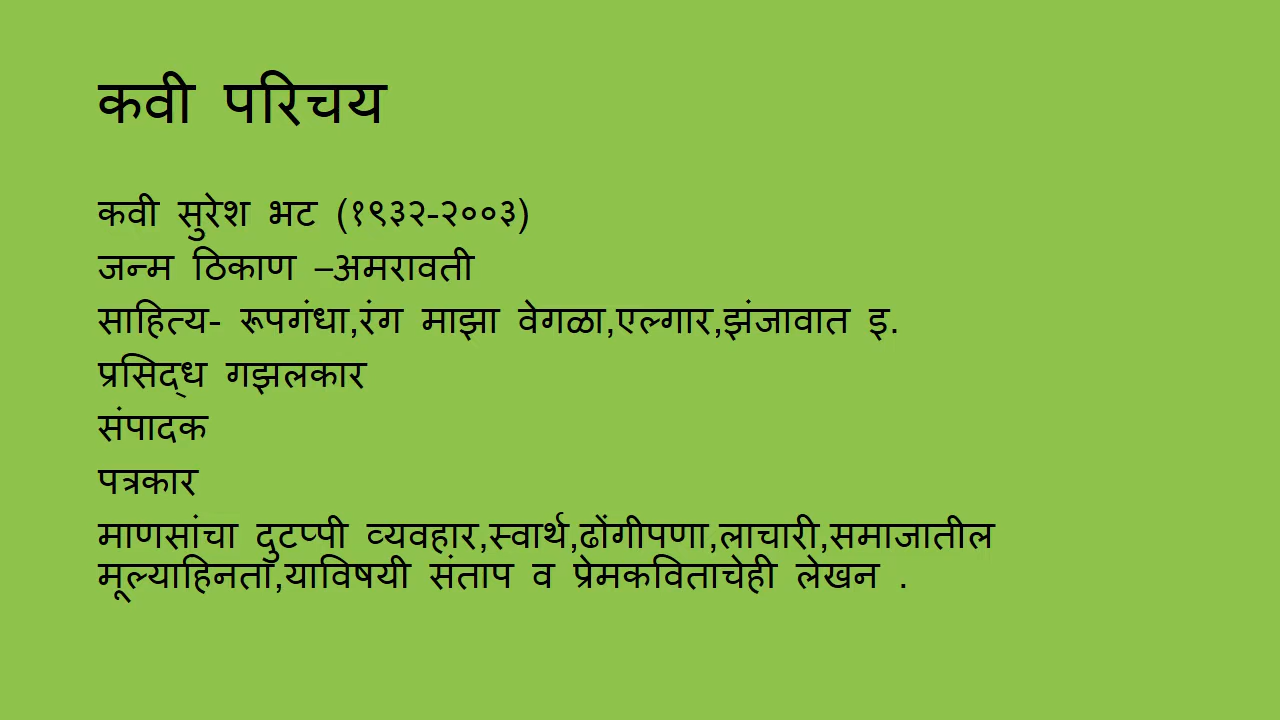 कवी परिचय
कवी सुरेश भट (१९३२-२००३)
जन्म ठिकाण –अमरावती
साहित्य- रूपगंधा,रंग माझा वेगळा,एल्गार,झंजावात इ.
प्रसिद्ध गझलकार
संपादक
पत्रकार
माणसांचा दुटप्पी व्यवहार,स्वार्थ,ढोंगीपणा,लाचारी,समाजातील
मूल्याहिनता,याविषयी संताप व प्रेमकविताचेही लेखन .